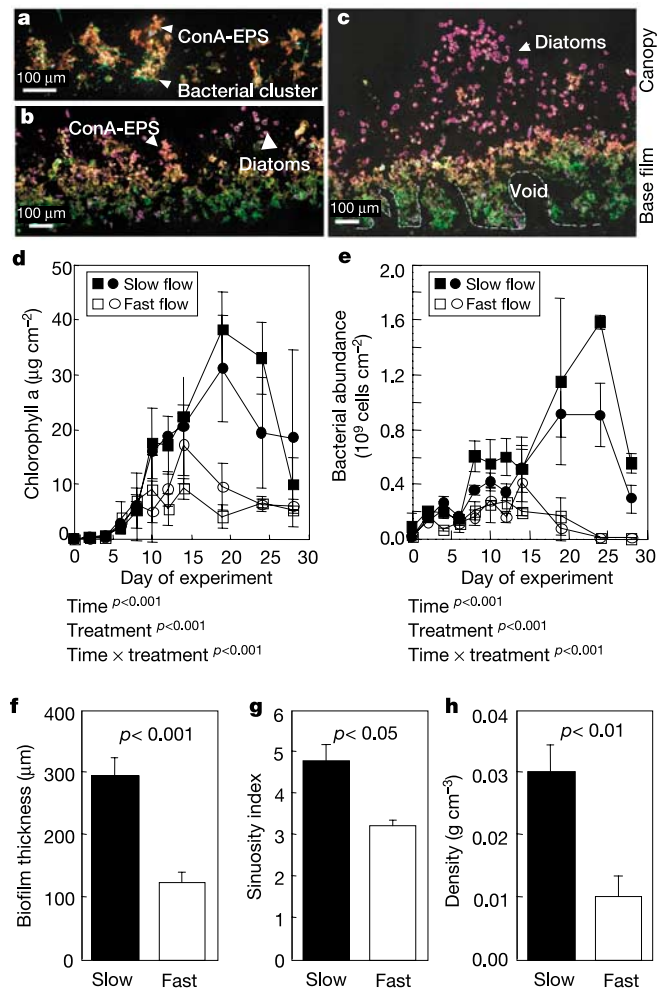 a
ConA-EPS
Bacterial cluster
100 µm
b
ConA-EPS
Diatoms
100 µm
c
Diatoms
Void
100 µm
Canopy
Base film
d
Chlorophyll a (µg cm–2)
50
40
30
20
10
0
Slow flow
Fast flow
0 5 10 15 20 25 30
Day of experiment
Time p<0.001
Treatment p<0.001
Time × treatment p<0.001
e
Bacterial abundance
(10⁹ cells cm–2)
2.0
1.6
1.2
0.8
0.4
0
Slow flow
Fast flow
0 5 10 15 20 25 30
Day of experiment
Time p<0.001
Treatment p<0.001
Time × treatment p<0.001
f
Biofilm thickness (µm)
400
300
200
100
0
p< 0.001
Slow Fast
g
Sinuosity index
6
5
4
3
2
1
0
p< 0.05
Slow Fast
h
Density (g cm–3)
0.04
0.03
0.02
0.01
0.00
p< 0.01
Slow Fast